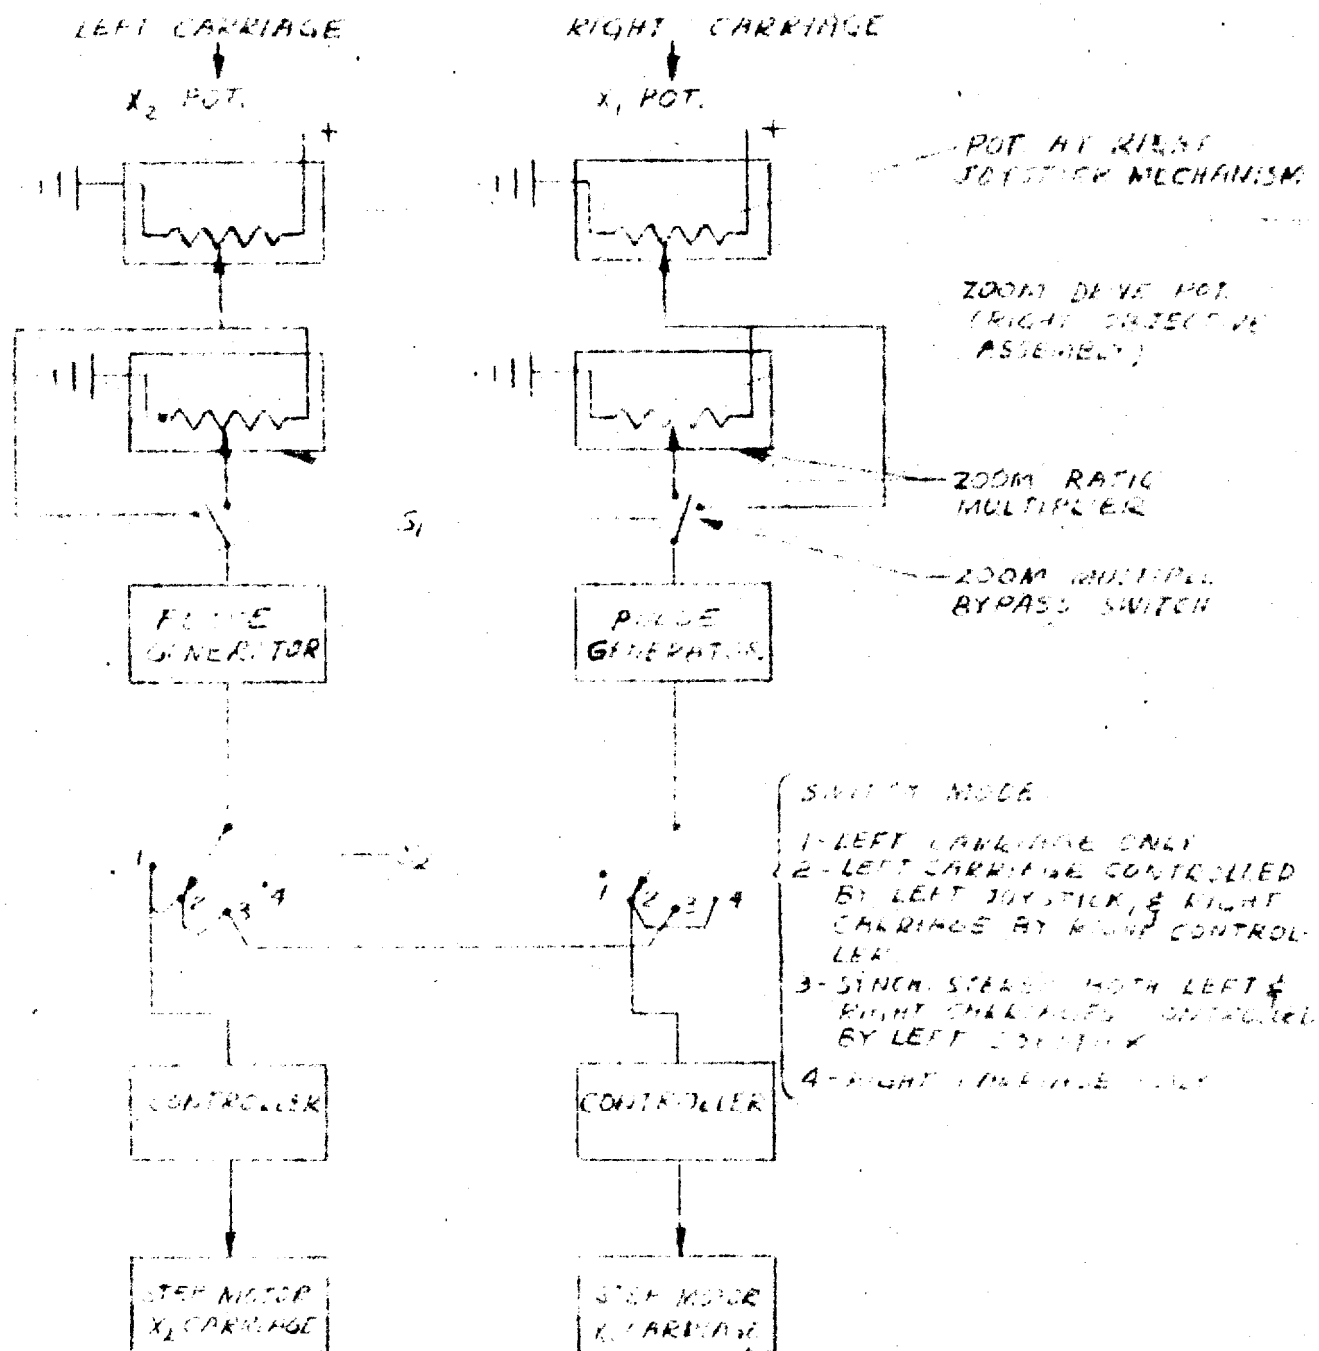 LEFT CARRIAGE
RIGHT CARRIAGE
X2 POT.
X1 POT.
+
+
POT AT RIGHT
JOYSTICK MECHANISM
ZOOM DRIVE POT.
(RIGHT OBJECTIVE
ASSEMBLY)
ZOOM RATIO
MULTIPLIER
S1
ZOOM
BYPASS SWITCH
PULSE
GENERATOR
PULSE
GENERATOR
SWITCH MODE
1-LEFT CARRIAGE ONLY
2-LEFT CARRIAGE CONTROLLED
BY LEFT JOYSTICK, & RIGHT
CARRIAGE BY RIGHT CONTROL-
LER
3-SYNCH. STEREO BOTH LEFT &
RIGHT CARRIAGES CONTROLLED
BY LEFT JOYSTICK
4-RIGHT CARRIAGE ONLY
1
2
3
4
S2
1
2
3
4
CONTROLLER
CONTROLLER
STEP MOTOR
X2 CARRIAGE
STEP MOTOR
X1 CARRIAGE